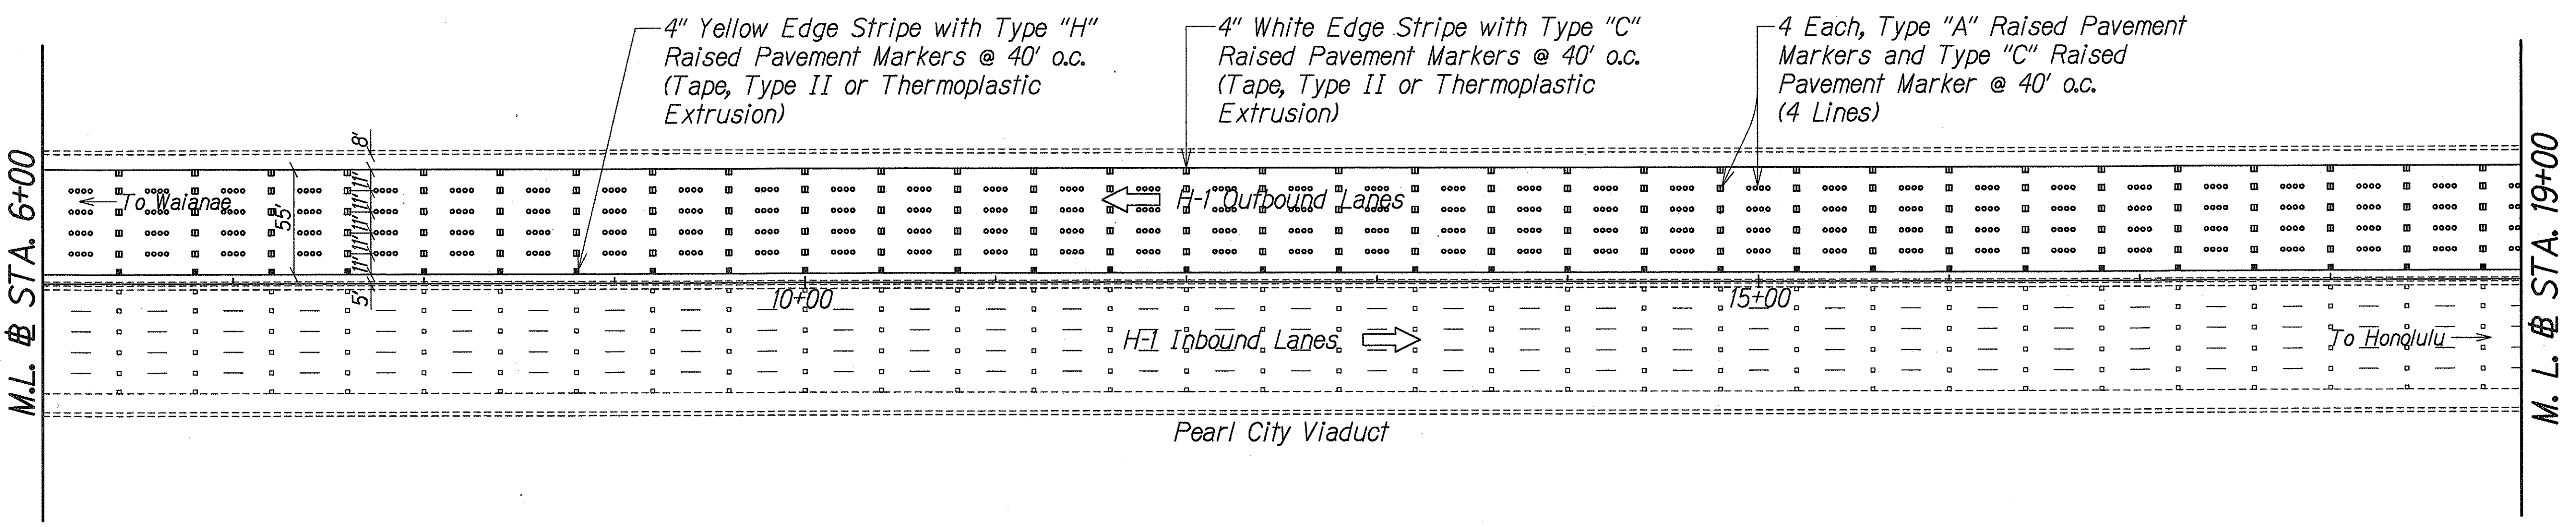 4" Yellow Edge Stripe with Type "H"
Raised Pavement Markers @ 40' o.c.
(Tape, Type II or Thermoplastic
Extrusion)
4" White Edge Stripe with Type "C"
Raised Pavement Markers @ 40' o.c.
(Tape, Type II or Thermoplastic
Extrusion)
4 Each, Type "A" Raised Pavement
Markers and Type "C" Raised
Pavement Marker @ 40' o.c.
(4 Lines)
M.L. ⅊ STA. 6+00
8'
11'
11'
11'
11'
11'
55'
5'
To Waianae
H-1 Outbound Lanes
10+00
15+00
H-1 Inbound Lanes
To Honolulu
Pearl City Viaduct
M. L. ⅊ STA. 19+00